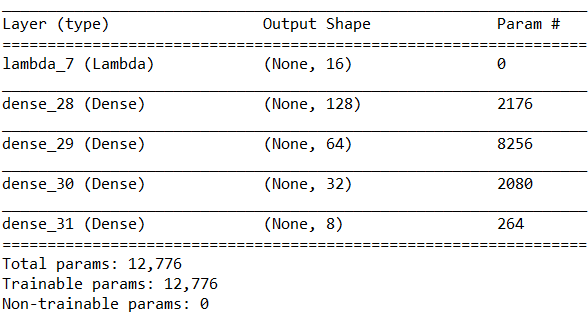 Layer (type) Output Shape Param #
=================================================================
lambda_7 (Lambda) (None, 16) 0
dense_28 (Dense) (None, 128) 2176
dense_29 (Dense) (None, 64) 8256
dense_30 (Dense) (None, 32) 2080
dense_31 (Dense) (None, 8) 264
=================================================================
Total params: 12,776
Trainable params: 12,776
Non-trainable params: 0